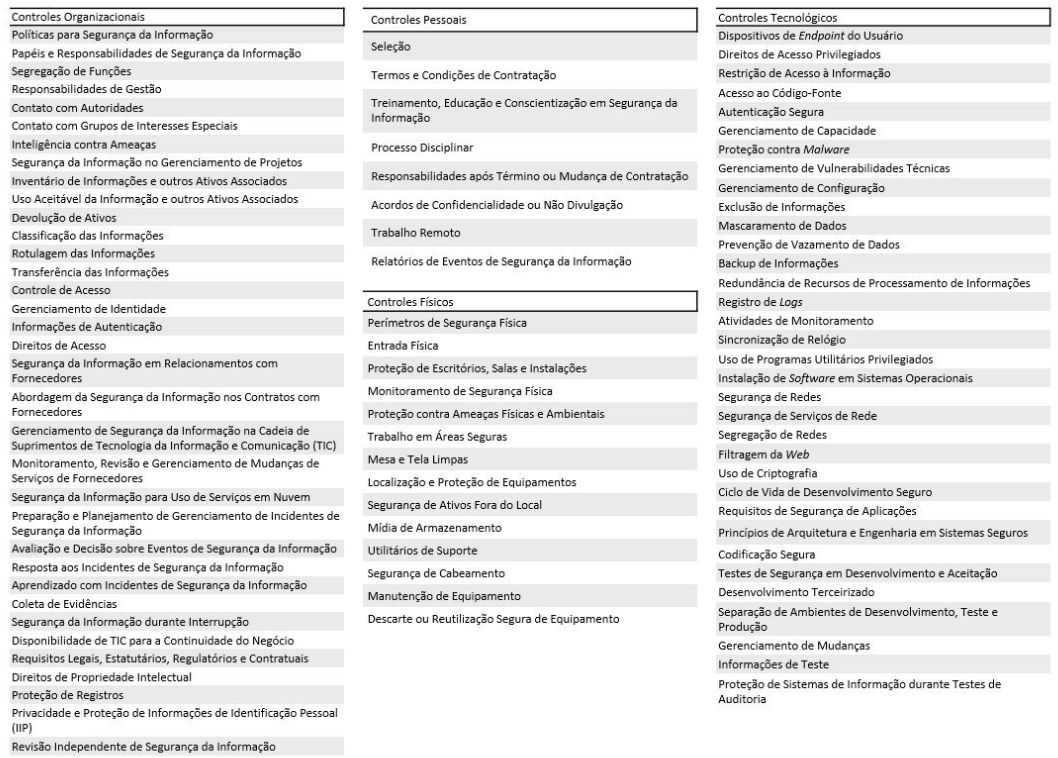 Controles Organizacionais
Políticas para Segurança da Informação
Papéis e Responsabilidades de Segurança da Informação
Segregação de Funções
Responsabilidades de Gestão
Contato com Autoridades
Contato com Grupos de Interesses Especiais
Inteligência contra Ameaças
Segurança da Informação no Gerenciamento de Projetos
Inventário de Informações e outros Ativos Associados
Uso Aceitável da Informação e outros Ativos Associados
Devolução de Ativos
Classificação das Informações
Rotulagem das Informações
Transferência das Informações
Controle de Acesso
Gerenciamento de Identidade
Informações de Autenticação
Direitos de Acesso
Segurança da Informação em Relacionamentos com
Fornecedores
Abordagem da Segurança da Informação nos Contratos com
Fornecedores
Gerenciamento de Segurança da Informação na Cadeia de
Suprimentos de Tecnologia da Informação e Comunicação (TIC)
Monitoramento, Revisão e Gerenciamento de Mudanças de
Serviços de Fornecedores
Segurança da Informação para Uso de Serviços em Nuvem
Preparação e Planejamento de Gerenciamento de Incidentes de
Segurança da Informação
Avaliação e Decisão sobre Eventos de Segurança da Informação
Resposta aos Incidentes de Segurança da Informação
Aprendizado com Incidentes de Segurança da Informação
Coleta de Evidências
Segurança da Informação durante Interrupção
Disponibilidade de TIC para a Continuidade do Negócio
Requisitos Legais, Estatutários, Regulatórios e Contratuais
Direitos de Propriedade Intelectual
Proteção de Registros
Privacidade e Proteção de Informações de Identificação Pessoal
(IIP)
Revisão Independente de Segurança da Informação
Controles Pessoais
Seleção
Termos e Condições de Contratação
Treinamento, Educação e Conscientização em Segurança da
Informação
Processo Disciplinar
Responsabilidades após Término ou Mudança de Contratação
Acordos de Confidencialidade ou Não Divulgação
Trabalho Remoto
Relatórios de Eventos de Segurança da Informação
Controles Físicos
Perímetros de Segurança Física
Entrada Física
Proteção de Escritórios, Salas e Instalações
Monitoramento de Segurança Física
Proteção contra Ameaças Físicas e Ambientais
Trabalho em Áreas Seguras
Mesa e Tela Limpas
Localização e Proteção de Equipamentos
Segurança de Ativos Fora do Local
Mídia de Armazenamento
Utilitários de Suporte
Segurança de Cabeamento
Manutenção de Equipamento
Descarte ou Reutilização Segura de Equipamento
Controles Tecnológicos
Dispositivos de Endpoint do Usuário
Direitos de Acesso Privilegiados
Restrição de Acesso à Informação
Acesso ao Código-Fonte
Autenticação Segura
Gerenciamento de Capacidade
Proteção contra Malware
Gerenciamento de Vulnerabilidades Técnicas
Gerenciamento de Configuração
Exclusão de Informações
Mascaramento de Dados
Prevenção de Vazamento de Dados
Backup de Informações
Redundância de Recursos de Processamento de Informações
Registro de Logs
Atividades de Monitoramento
Sincronização de Relógio
Uso de Programas Utilitários Privilegiados
Instalação de Software em Sistemas Operacionais
Segurança de Redes
Segurança de Serviços de Rede
Segregação de Redes
Filtragem da Web
Uso de Criptografia
Ciclo de Vida de Desenvolvimento Seguro
Requisitos de Segurança de Aplicações
Princípios de Arquitetura e Engenharia em Sistemas Seguros
Codificação Segura
Testes de Segurança em Desenvolvimento e Aceitação
Desenvolvimento Terceirizado
Separação de Ambientes de Desenvolvimento, Teste e
Produção
Gerenciamento de Mudanças
Informações de Teste
Proteção de Sistemas de Informação durante Testes de
Auditoria